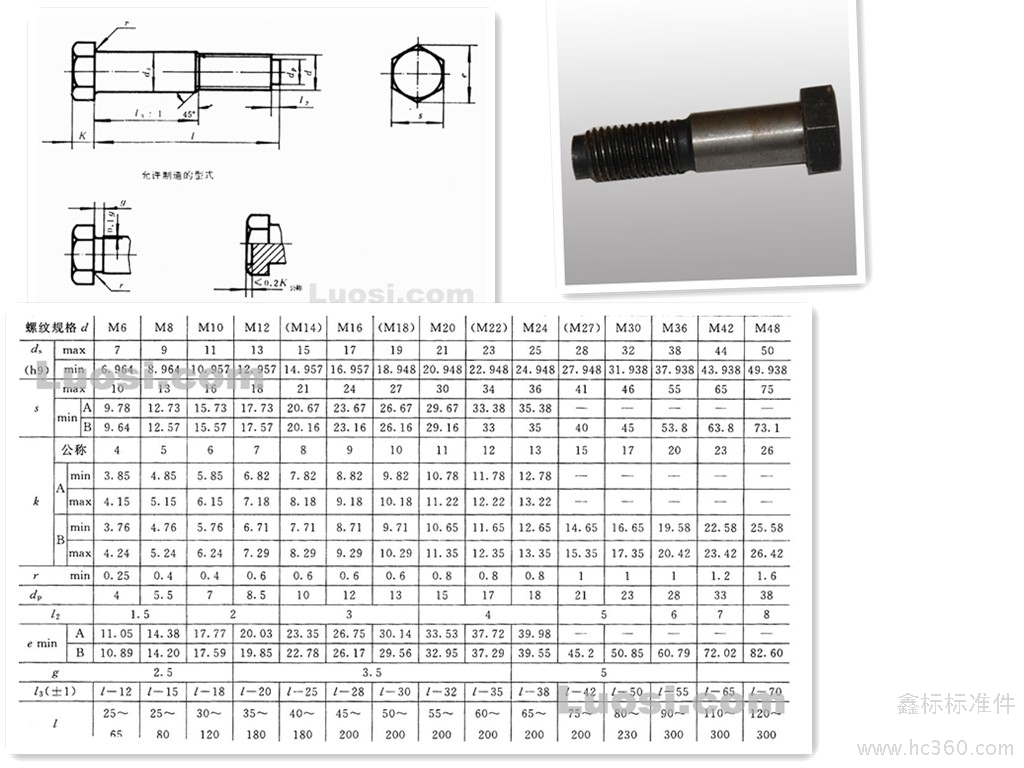 r
dₛ
dₚ
d
l₃±1
45°
l₂
K
l
e
s
允许制造的型式
g
0.1g
r
≤0.2K公称
Luosi.com
螺纹规格 d M6 M8 M10 M12 (M14) M16 (M18) M20 (M22) M24 (M27) M30 M36 M42 M48
dₛ max 7 9 11 13 15 17 19 21 23 25 28 32 38 44 50
(h9) min 6.964 8.964 10.957 12.957 14.957 16.957 18.948 20.948 22.948 24.948 27.948 31.938 37.938 43.938 49.938
Luosi.com
max 10 13 16 18 21 24 27 30 34 36 41 46 55 65 75
s min A 9.78 12.73 15.73 17.73 20.67 23.67 26.67 29.67 33.38 35.38 — — — — —
B 9.64 12.57 15.57 17.57 20.16 23.16 26.16 29.16 33 35 40 45 53.8 63.8 73.1
公称 4 5 6 7 8 9 10 11 12 13 15 17 20 23 26
k A min 3.85 4.85 5.85 6.82 7.82 8.82 9.82 10.78 11.78 12.78 — — — — —
max 4.15 5.15 6.15 7.18 8.18 9.18 10.18 11.22 12.22 13.22 — — — — —
B min 3.76 4.76 5.76 6.71 7.71 8.71 9.71 10.65 11.65 12.65 14.65 16.65 19.58 22.58 25.58
max 4.24 5.24 6.24 7.29 8.29 9.29 10.29 11.35 12.35 13.35 15.35 17.35 20.42 23.42 26.42
r min 0.25 0.4 0.4 0.6 0.6 0.6 0.6 0.8 0.8 0.8 1 1 1 1.2 1.6
dₚ 4 5.5 7 8.5 10 12 13 15 17 18 21 23 28 33 38
l₂ 1.5 2 3 4 5 6 7 8
e min A 11.05 14.38 17.77 20.03 23.35 26.75 30.14 33.53 37.72 39.98 — — — — —
B 10.89 14.20 17.59 19.85 22.78 26.17 29.56 32.95 37.29 39.55 45.2 50.85 60.79 72.02 82.60
g 2.5 3.5 5
l₃(±1) l−12 l−15 l−18 l−20 l−25 l−28 l−30 l−32 l−35 l−38 l−42 l−50 l−55 l−65 l−70
Luosi.com
l 25～ 25～ 30～ 35～ 40～ 45～ 50～ 55～ 60～ 65～ 75～ 80～ 90～ 110～ 120～
65 80 120 180 180 200 200 200 200 200 200 230 300 300 300
鑫标标准件
www.hc360.com